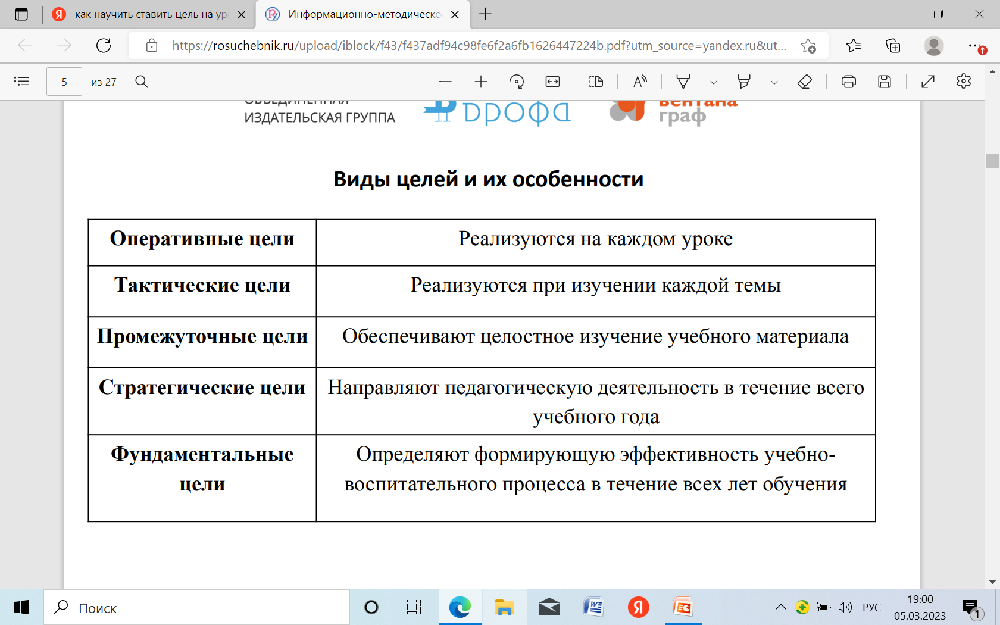 как научить ставить цель на ур
Информационно-методическо
https://rosuchebnik.ru/upload/iblock/f43/f437adf94c98fe6f2a6fb1626447224b.pdf?utm_source=yandex.ru&ut...
5 из 27
ОБЪЕДИНЕННАЯ
ИЗДАТЕЛЬСКАЯ ГРУППА
дрофа
вентана
граф
Виды целей и их особенности
Оперативные цели
Реализуются на каждом уроке
Тактические цели
Реализуются при изучении каждой темы
Промежуточные цели
Обеспечивают целостное изучение учебного материала
Стратегические цели
Направляют педагогическую деятельность в течение всего
учебного года
Фундаментальные
цели
Определяют формирующую эффективность учебно-
воспитательного процесса в течение всех лет обучения
Поиск
РУС
19:00
05.03.2023
1